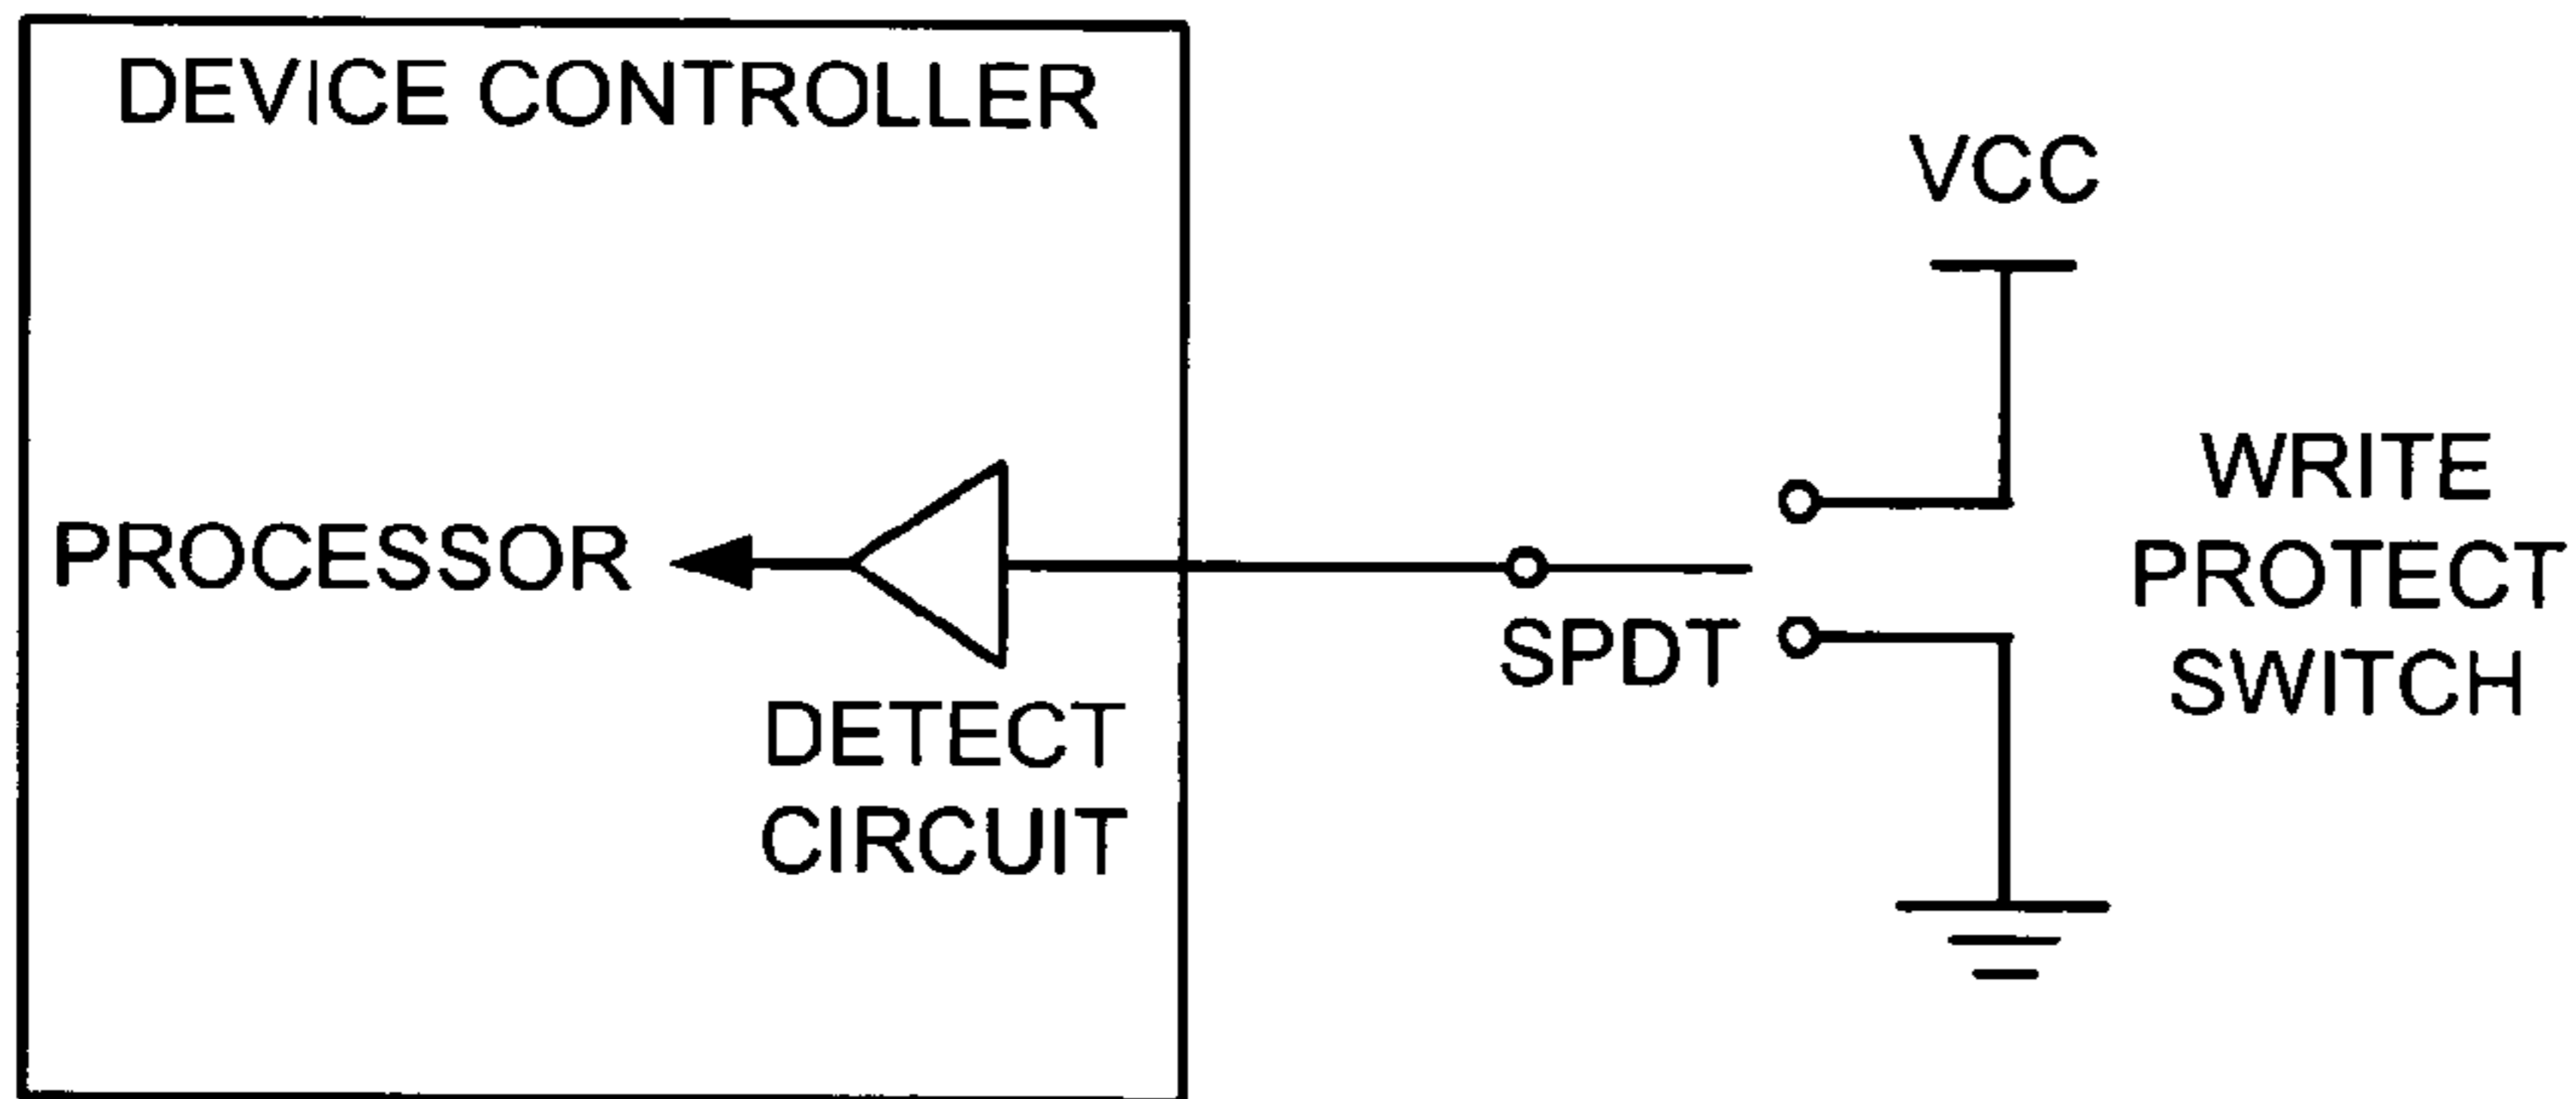 DEVICE CONTROLLER
VCC
WRITE
PROTECT
SWITCH
PROCESSOR
SPDT
DETECT
CIRCUIT